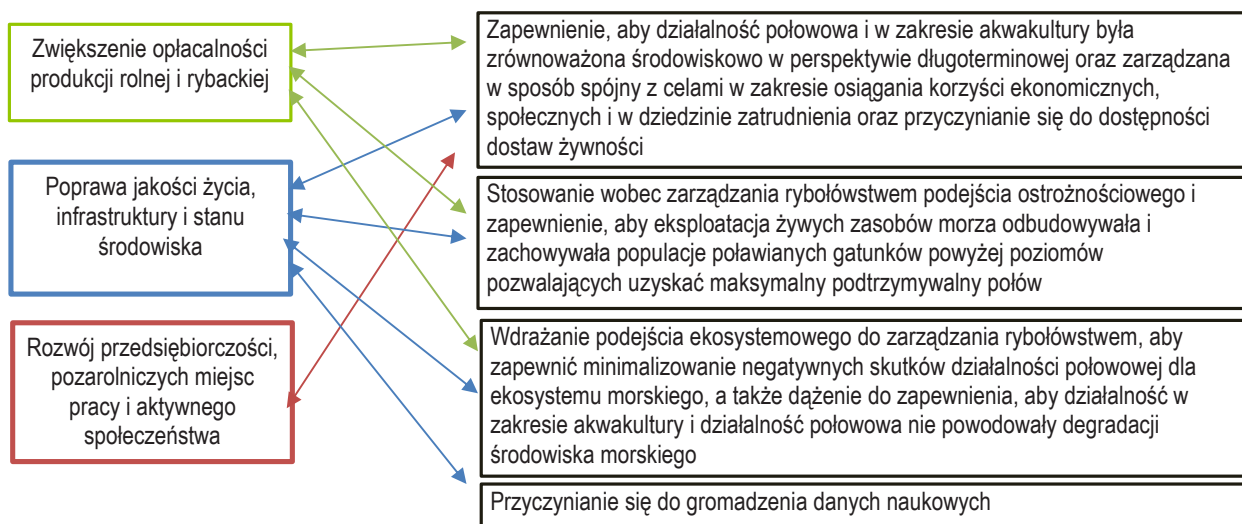 Zwiększenie opłacalności
produkcji rolnej i rybackiej
Poprawa jakości życia,
infrastruktury i stanu
środowiska
Rozwój przedsiębiorczości,
pozarolniczych miejsc
pracy i aktywnego
społeczeństwa
Zapewnienie, aby działalność połowowa i w zakresie akwakultury była
zrównoważona środowiskowo w perspektywie długoterminowej oraz zarządzana
w sposób spójny z celami w zakresie osiągania korzyści ekonomicznych,
społecznych i w dziedzinie zatrudnienia oraz przyczynianie się do dostępności
dostaw żywności
Stosowanie wobec zarządzania rybołówstwem podejścia ostrożnościowego i
zapewnienie, aby eksploatacja żywych zasobów morza odbudowywała i
zachowywała populacje poławianych gatunków powyżej poziomów
pozwalających uzyskać maksymalny podtrzymywalny połów
Wdrażanie podejścia ekosystemowego do zarządzania rybołówstwem, aby
zapewnić minimalizowanie negatywnych skutków działalności połowowej dla
ekosystemu morskiego, a także dążenie do zapewnienia, aby działalność w
zakresie akwakultury i działalność połowowa nie powodowały degradacji
środowiska morskiego
Przyczynianie się do gromadzenia danych naukowych